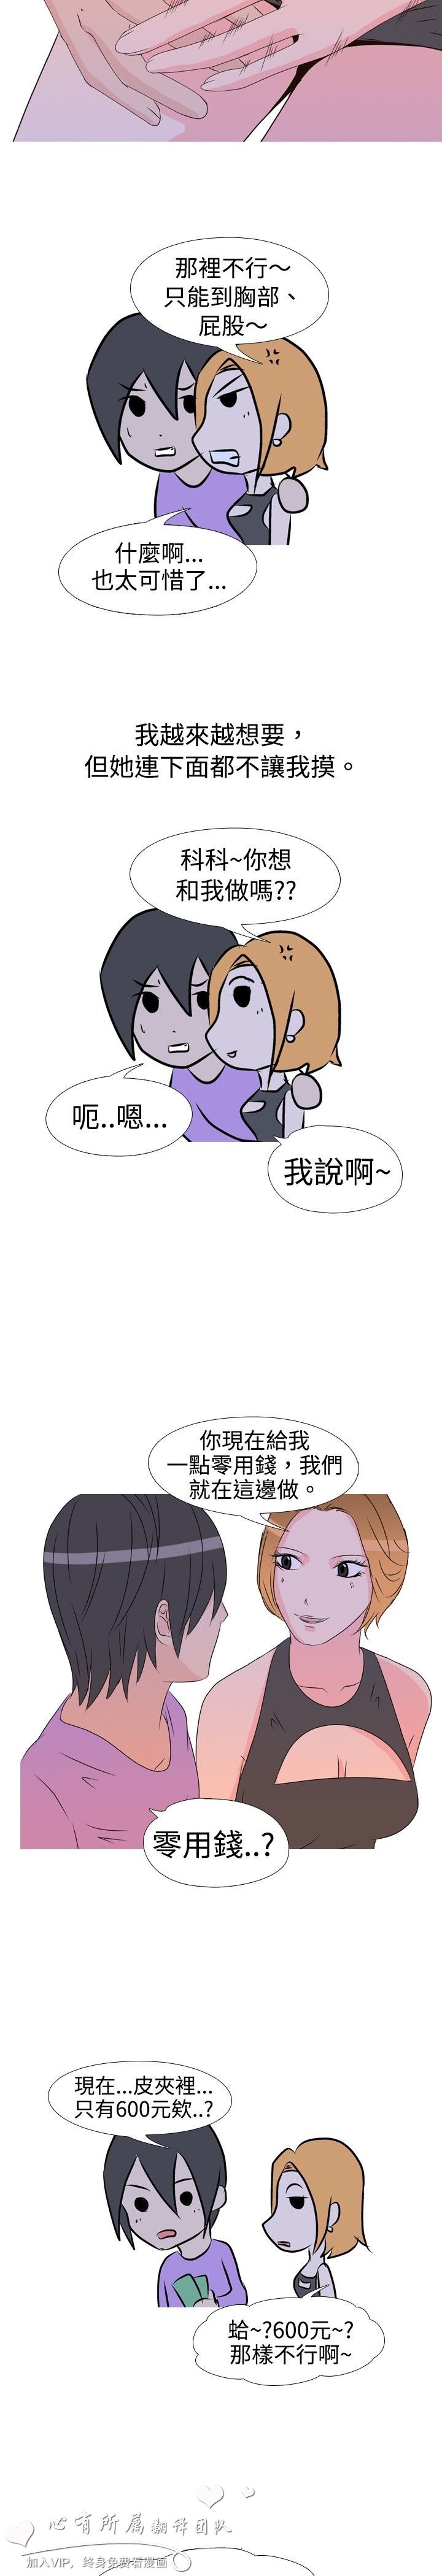 那裡不行～
只能到胸部、
屁股～
什麼啊...
也太可惜了...
我越來越想要，
但她連下面都不讓我摸。
科科~你想
和我做嗎??
呃..嗯...
我說啊~
你現在給我
一點零用錢，我們
就在這邊做。
零用錢..?
現在...皮夾裡...
只有600元欸..?
蛤~?600元~?
那樣不行啊~
心有所属翻译团队
加入VIP，终身免费看漫画